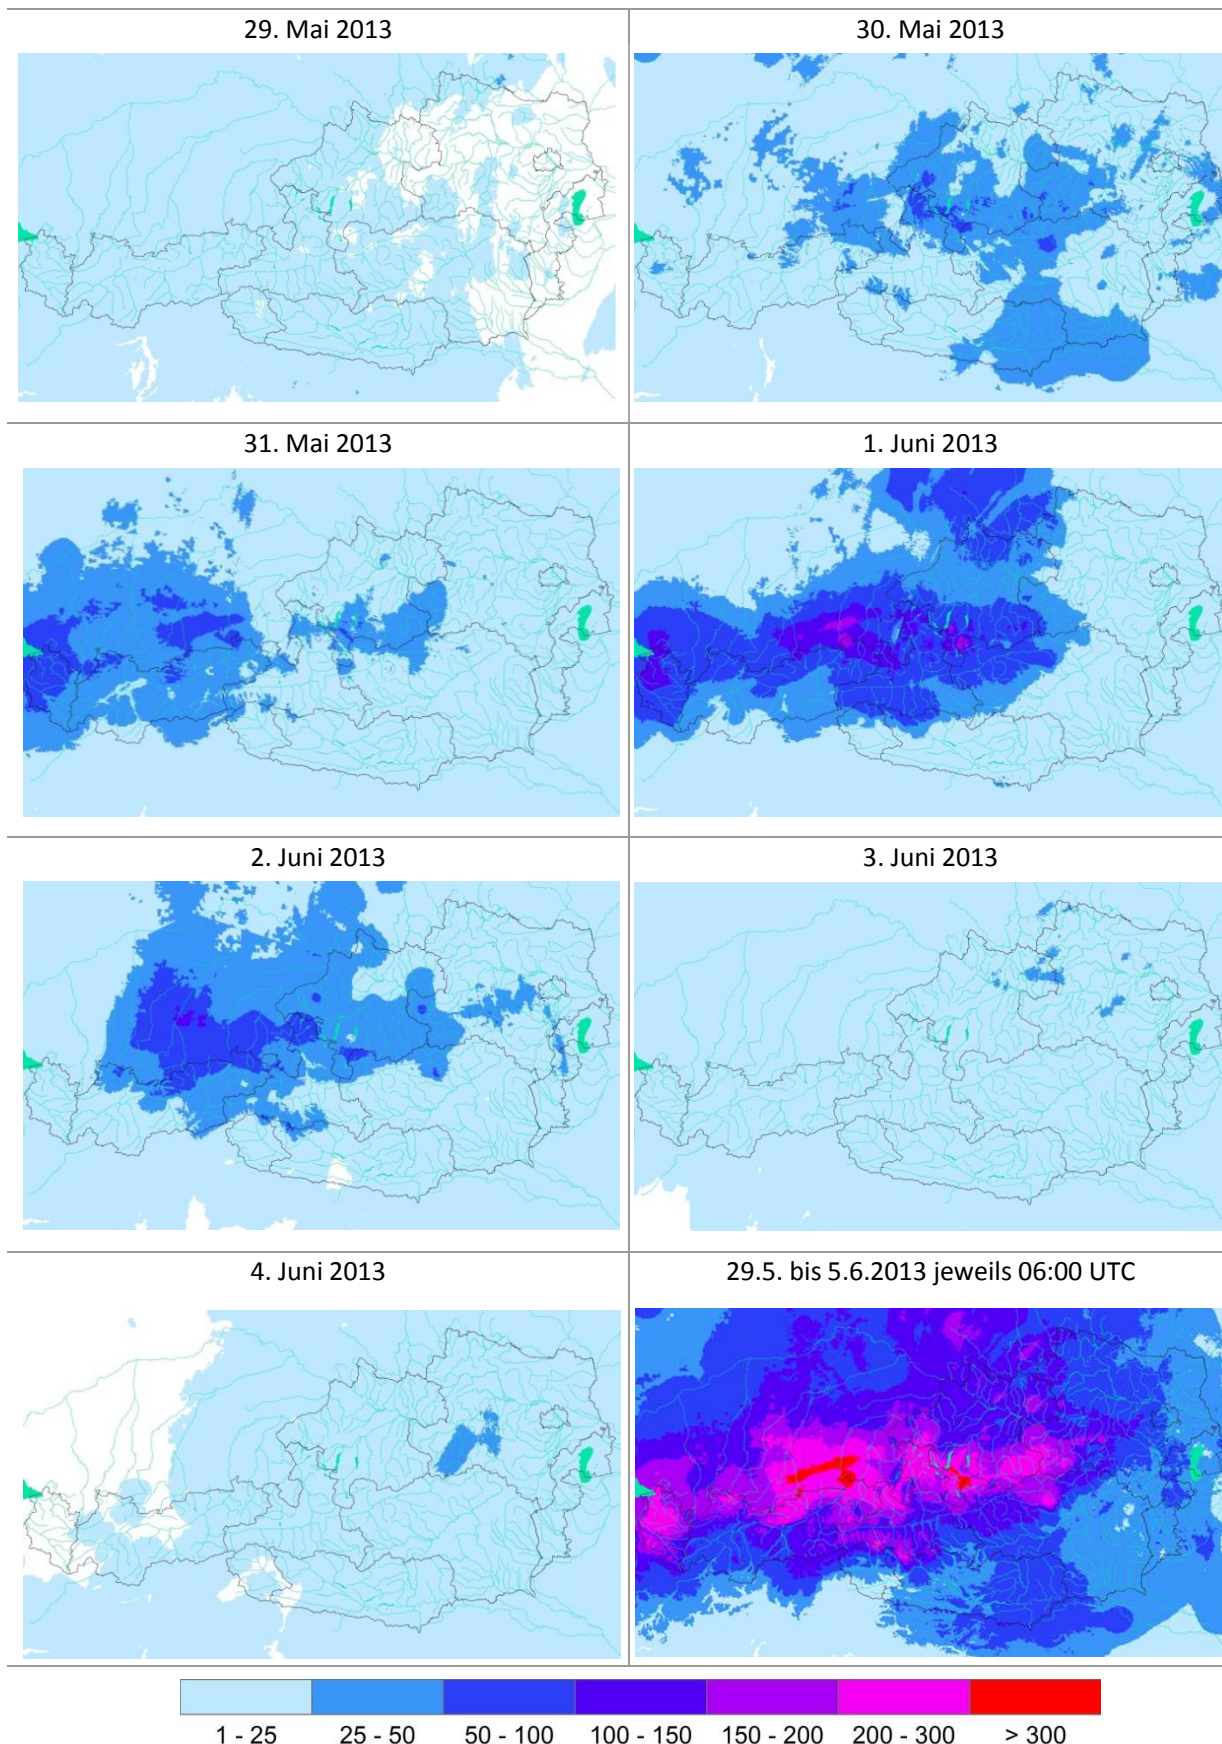 29. Mai 2013
30. Mai 2013
31. Mai 2013
1. Juni 2013
2. Juni 2013
3. Juni 2013
4. Juni 2013
29.5. bis 5.6.2013 jeweils 06:00 UTC
1 - 25
25 - 50
50 - 100
100 - 150
150 - 200
200 - 300
> 300